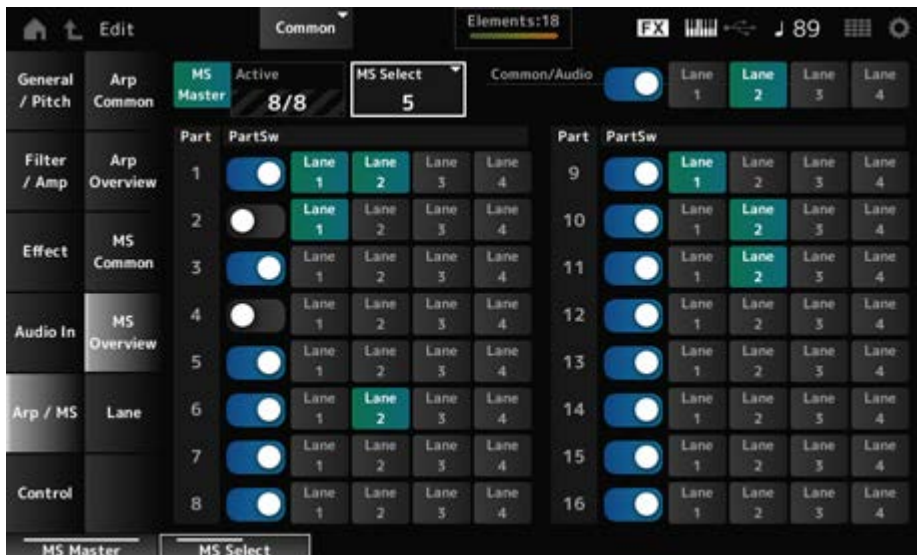 Edit Common Elements:18 FX 89
General / Pitch
Arp Common
MS Master
Active 8/8
MS Select 5
Common/Audio Lane 1 Lane 2 Lane 3 Lane 4
Part PartSw Part PartSw
Filter / Amp
Arp Overview
Effect
MS Common
Audio In
MS Overview
Arp / MS
Lane
Control
1 Lane 1 Lane 2 Lane 3 Lane 4
2 Lane 1 Lane 2 Lane 3 Lane 4
3 Lane 1 Lane 2 Lane 3 Lane 4
4 Lane 1 Lane 2 Lane 3 Lane 4
5 Lane 1 Lane 2 Lane 3 Lane 4
6 Lane 1 Lane 2 Lane 3 Lane 4
7 Lane 1 Lane 2 Lane 3 Lane 4
8 Lane 1 Lane 2 Lane 3 Lane 4
9 Lane 1 Lane 2 Lane 3 Lane 4
10 Lane 1 Lane 2 Lane 3 Lane 4
11 Lane 1 Lane 2 Lane 3 Lane 4
12 Lane 1 Lane 2 Lane 3 Lane 4
13 Lane 1 Lane 2 Lane 3 Lane 4
14 Lane 1 Lane 2 Lane 3 Lane 4
15 Lane 1 Lane 2 Lane 3 Lane 4
16 Lane 1 Lane 2 Lane 3 Lane 4
MS Master MS Select